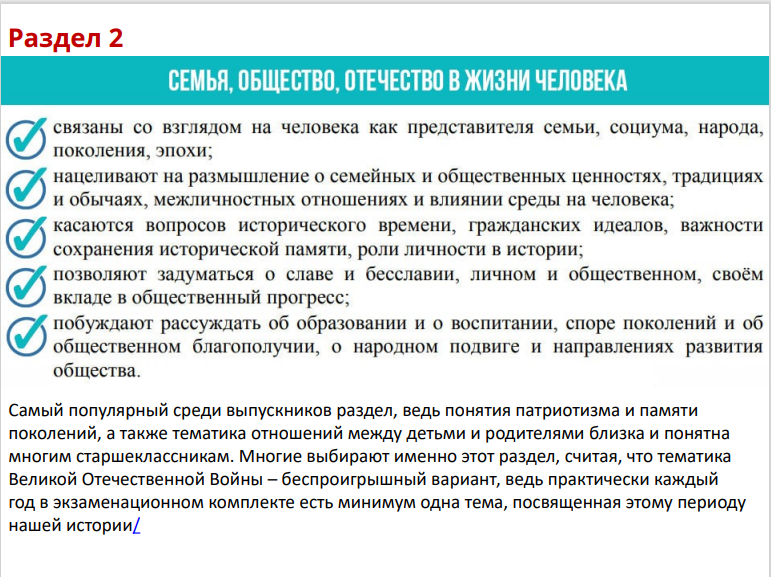 Раздел 2
СЕМЬЯ, ОБЩЕСТВО, ОТЕЧЕСТВО В ЖИЗНИ ЧЕЛОВЕКА
связаны со взглядом на человека как представителя семьи, социума, народа,
поколения, эпохи;
нацеливают на размышление о семейных и общественных ценностях, традициях
и обычаях, межличностных отношениях и влиянии среды на человека;
касаются вопросов исторического времени, гражданских идеалов, важности
сохранения исторической памяти, роли личности в истории;
позволяют задуматься о славе и бесславии, личном и общественном, своём
вкладе в общественный прогресс;
побуждают рассуждать об образовании и о воспитании, споре поколений и об
общественном благополучии, о народном подвиге и направлениях развития
общества.
Самый популярный среди выпускников раздел, ведь понятия патриотизма и памяти
поколений, а также тематика отношений между детьми и родителями близка и понятна
многим старшеклассникам. Многие выбирают именно этот раздел, считая, что тематика
Великой Отечественной Войны – беспроигрышный вариант, ведь практически каждый
год в экзаменационном комплекте есть минимум одна тема, посвященная этому периоду
нашей истории/